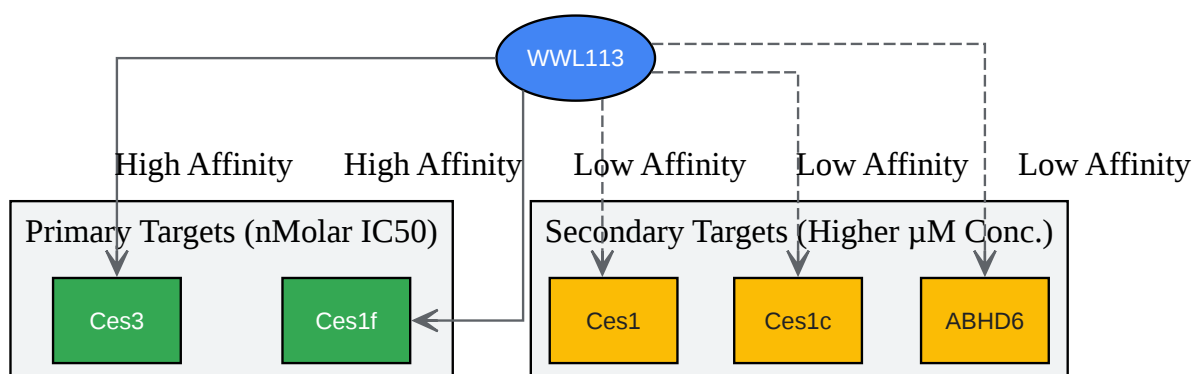 WWL113
High Affinity
High Affinity
Low Affinity
Low Affinity
Low Affinity
Primary Targets (nMolar IC50)
Secondary Targets (Higher µM Conc.)
Ces3
Ces1f
Ces1
Ces1c
ABHD6